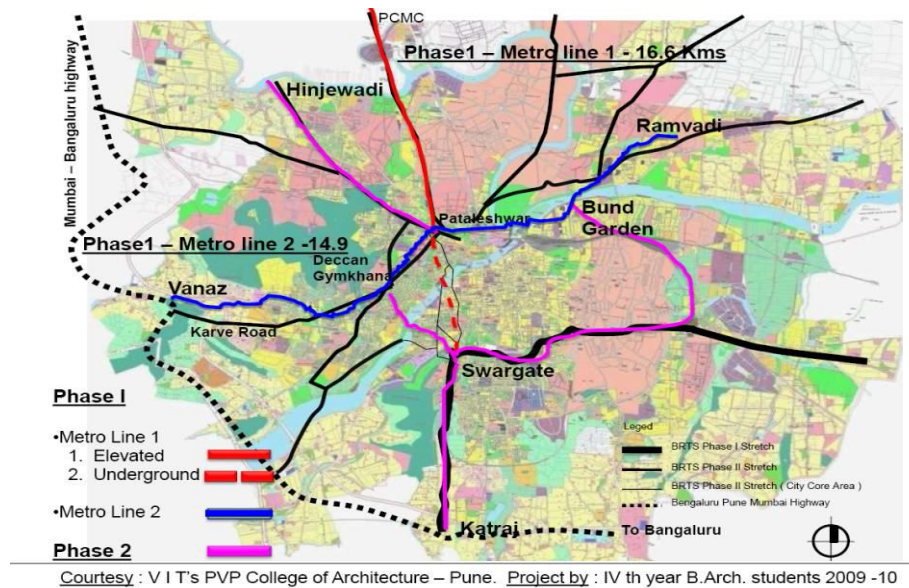 PCMC
Phase1 – Metro line 1 - 16.6 Kms
Mumbai – Bangaluru highway
Hinjewadi
Ramvadi
Pataleshwar
Bund
Garden
Phase1 – Metro line 2 -14.9
Deccan
Gymkhana
Vanaz
Karve Road
Swargate
Phase I
•Metro Line 1
1. Elevated
2. Underground
•Metro Line 2
Phase 2
Leged
BRTS Phase I Stretch
BRTS Phase II Stretch
BRTS Phase II Stretch ( City Core Area )
Bengaluru Pune Mumbai Highway
Katraj
To Bangaluru
Courtesy : V I T's PVP College of Architecture – Pune. Project by : IV th year B.Arch. students 2009 -10